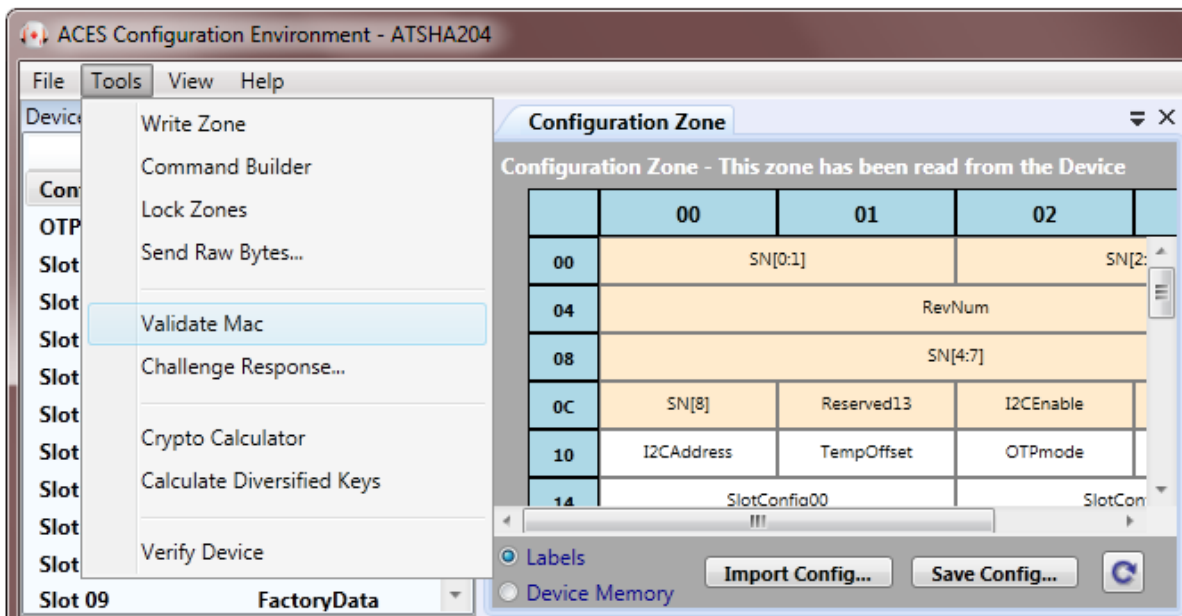 ACES Configuration Environment - ATSHA204
File Tools View Help
Device
Write Zone
Command Builder
Lock Zones
Send Raw Bytes...
Validate Mac
Challenge Response...
Crypto Calculator
Calculate Diversified Keys
Verify Device
OTP
Slot
Slot
Slot
Slot
Slot
Slot
Slot
Slot
Slot
Slot 09 FactoryData
Configuration Zone
Configuration Zone - This zone has been read from the Device
00 01 02
00 SN[0:1] SN[2:
04 RevNum
08 SN[4:7]
0C SN[8] Reserved13 I2CEnable
10 I2CAddress TempOffset OTPmode
14 SlotConfig00 SlotCon
Labels
Device Memory
Import Config... Save Config...